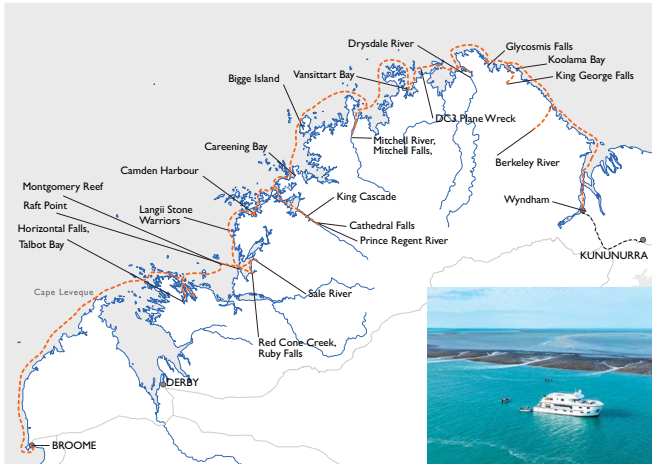 Drysdale River
Glycosmis Falls
Koolama Bay
King George Falls
Vansittart Bay
Bigge Island
DC3 Plane Wreck
Mitchell River,
Mitchell Falls,
Berkeley River
Careening Bay
Camden Harbour
Montgomery Reef
King Cascade
Wyndham
Raft Point
Langii Stone
Warriors
Cathedral Falls
Horizontal Falls,
Talbot Bay
Prince Regent River
KUNUNURRA
Cape Leveque
Sale River
Red Cone Creek,
Ruby Falls
DERBY
BROOME